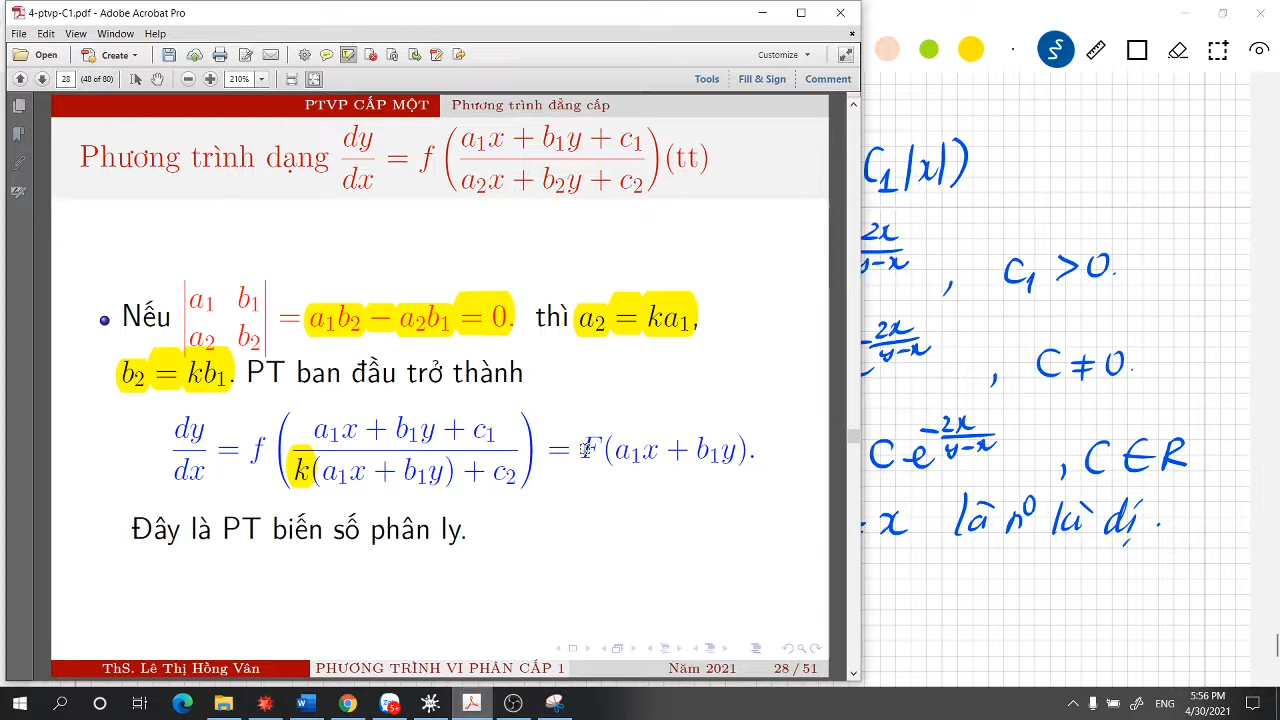 4-ptvp-C1.pdf - Adobe Acrobat Pro
File Edit View Window Help
Open Create Customize
28 (48 of 80) 210% Tools Fill & Sign Comment
PTVP CẤP MỘT Phương trình đẳng cấp
Phương trình dạng dy/dx = f((a₁x + b₁y + c₁)/(a₂x + b₂y + c₂))(tt)
Nếu |a₁ b₁; a₂ b₂| = a₁b₂ − a₂b₁ = 0. thì a₂ = ka₁,
b₂ = kb₁. PT ban đầu trở thành
dy/dx = f((a₁x + b₁y + c₁)/(k(a₁x + b₁y) + c₂)) = F(a₁x + b₁y).
Đây là PT biến số phân ly.
ThS. Lê Thị Hồng Vân PHƯƠNG TRÌNH VI PHÂN CẤP 1 Năm 2021 28 / 51
C₁|x|)
2x/(y−x) , C₁ > 0.
−2x/(y−x) , C ≠ 0.
C e^(−2x/(y−x)) , C ∈ R
= x là n⁰ kì dị.
5:56 PM
ENG
4/30/2021